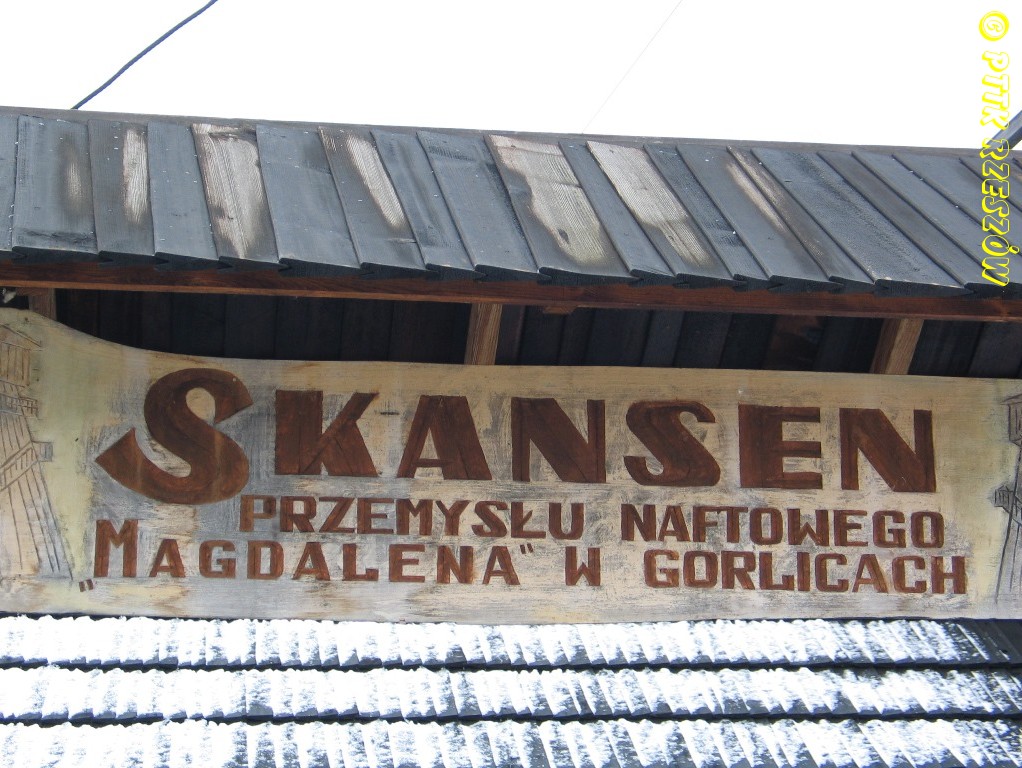 SKANSEN
PRZEMYSŁU NAFTOWEGO
„MAGDALENA" W GORLICACH
© PTTK RZESZÓW